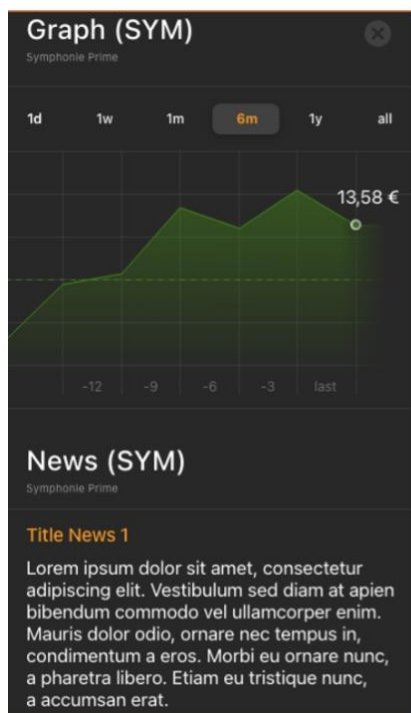 Graph (SYM)
Symphonie Prime
1d 1w 1m 6m 1y all
13,58 €
-12 -9 -6 -3 last
News (SYM)
Symphonie Prime
Title News 1
Lorem ipsum dolor sit amet, consectetur
adipiscing elit. Vestibulum sed diam at apien
bibendum commodo vel ullamcorper enim.
Mauris dolor odio, ornare nec tempus in,
condimentum a eros. Morbi eu ornare nunc,
a pharetra libero. Etiam eu tristique nunc,
a accumsan erat.